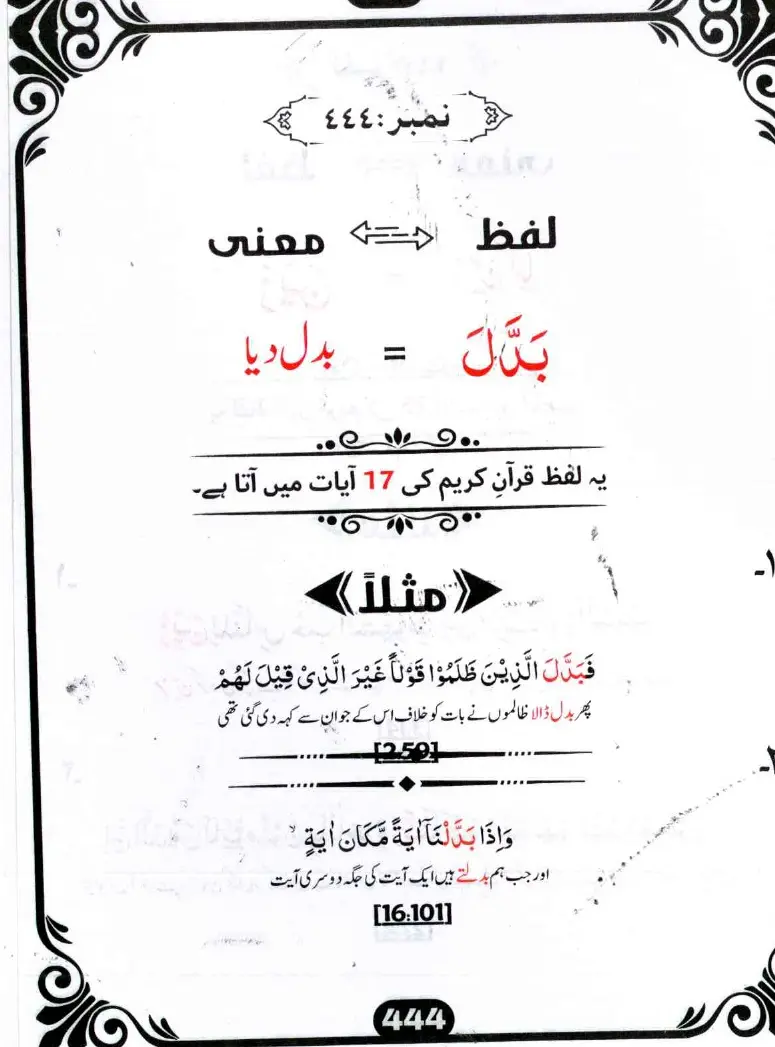 نمبر:٤٤٤
لفظ معنی
بَدَّلَ = بدل دیا
یہ لفظ قرآنِ کریم کی 17 آیات میں آتا ہے۔
مثلاً
فَبَدَّلَ الَّذِیْنَ ظَلَمُوْا قَوْلاً غَیْرَ الَّذِیْ قِیْلَ لَهُمْ
پھر بدل ڈالا ظالموں نے بات کو خلاف اس کے جو ان سے کہہ دی گئی تھی
[2:59]
وَاِذَا بَدَّلْنَاۤ اٰیَةً مَّكَانَ اٰیَةٍ ۙ
اور جب ہم بدلتے ہیں ایک آیت کی جگہ دوسری آیت
[16:101]
444
١۔